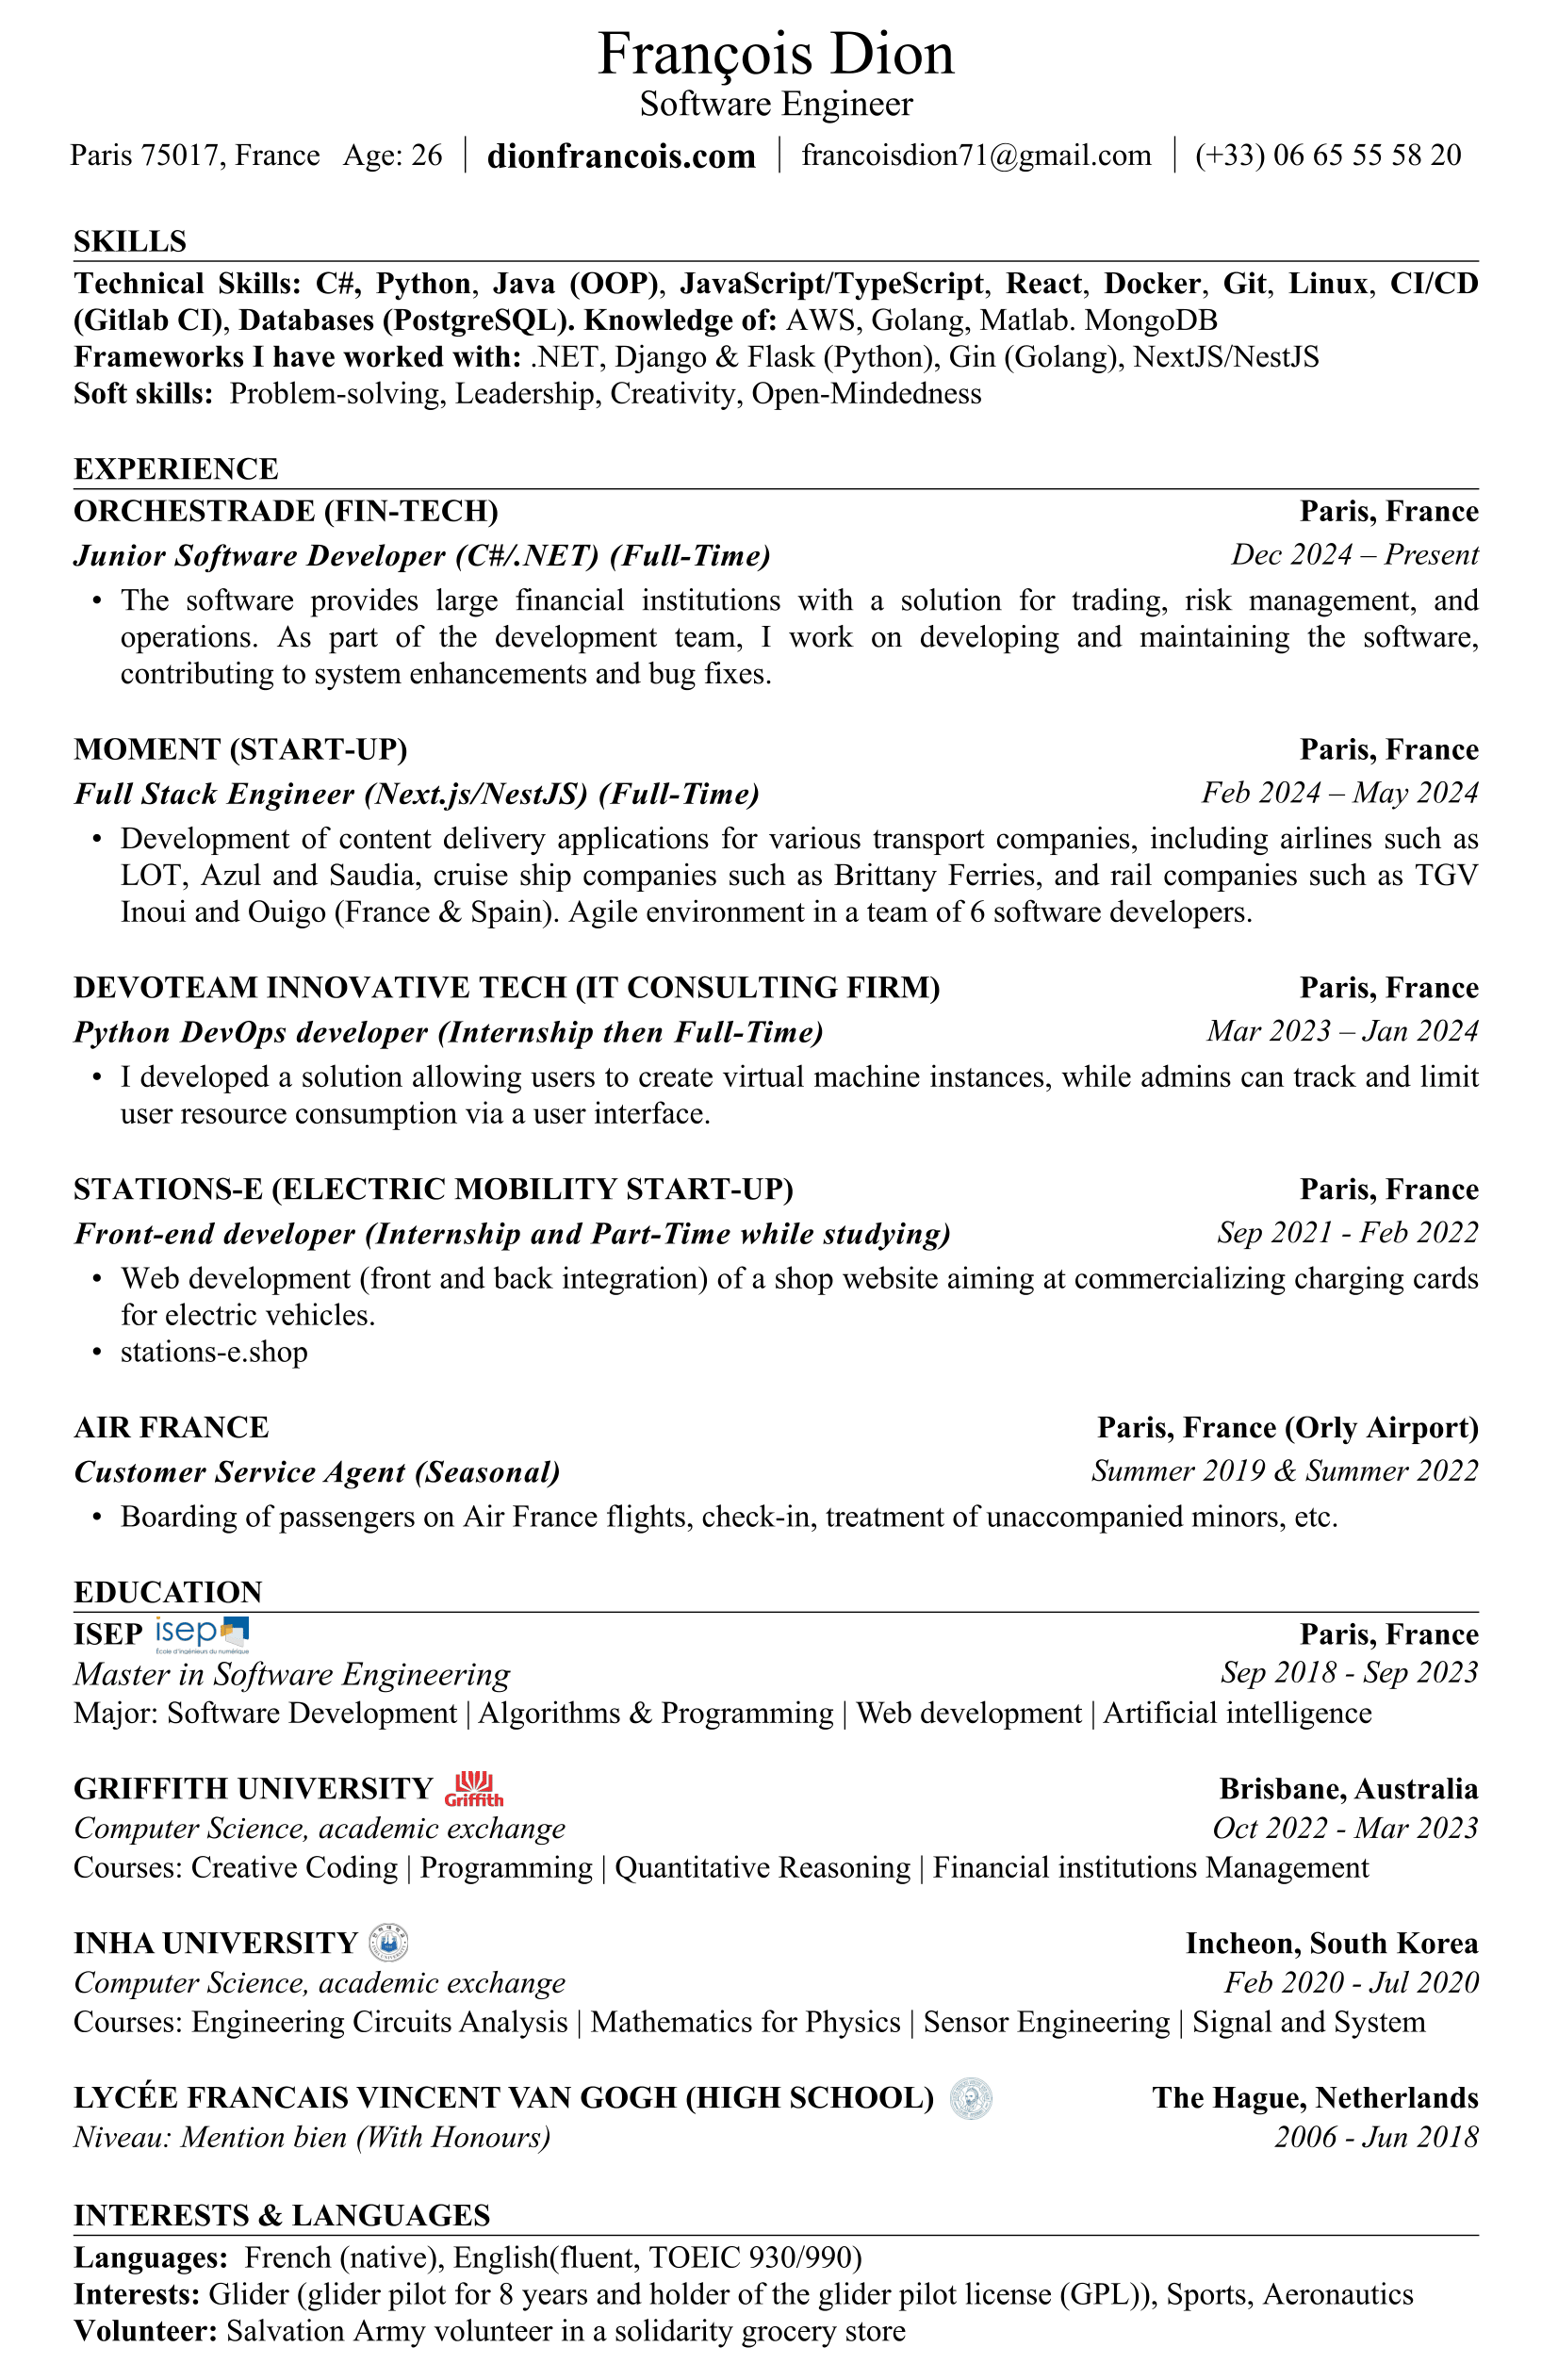 François Dion
Software Engineer
Paris 75017, France Age: 26 | dionfrancois.com | francoisdion71@gmail.com | (+33) 06 65 55 58 20
SKILLS
Technical Skills: C#, Python, Java (OOP), JavaScript/TypeScript, React, Docker, Git, Linux, CI/CD
(Gitlab CI), Databases (PostgreSQL). Knowledge of: AWS, Golang, Matlab. MongoDB
Frameworks I have worked with: .NET, Django & Flask (Python), Gin (Golang), NextJS/NestJS
Soft skills: Problem-solving, Leadership, Creativity, Open-Mindedness
EXPERIENCE
ORCHESTRADE (FIN-TECH) Paris, France
Junior Software Developer (C#/.NET) (Full-Time) Dec 2024 – Present
• The software provides large financial institutions with a solution for trading, risk management, and
operations. As part of the development team, I work on developing and maintaining the software,
contributing to system enhancements and bug fixes.
MOMENT (START-UP) Paris, France
Full Stack Engineer (Next.js/NestJS) (Full-Time) Feb 2024 – May 2024
• Development of content delivery applications for various transport companies, including airlines such as
LOT, Azul and Saudia, cruise ship companies such as Brittany Ferries, and rail companies such as TGV
Inoui and Ouigo (France & Spain). Agile environment in a team of 6 software developers.
DEVOTEAM INNOVATIVE TECH (IT CONSULTING FIRM) Paris, France
Python DevOps developer (Internship then Full-Time) Mar 2023 – Jan 2024
• I developed a solution allowing users to create virtual machine instances, while admins can track and limit
user resource consumption via a user interface.
STATIONS-E (ELECTRIC MOBILITY START-UP) Paris, France
Front-end developer (Internship and Part-Time while studying) Sep 2021 - Feb 2022
• Web development (front and back integration) of a shop website aiming at commercializing charging cards
for electric vehicles.
• stations-e.shop
AIR FRANCE Paris, France (Orly Airport)
Customer Service Agent (Seasonal) Summer 2019 & Summer 2022
• Boarding of passengers on Air France flights, check-in, treatment of unaccompanied minors, etc.
EDUCATION
ISEP isep Paris, France
École d'ingénieurs du numérique
Master in Software Engineering Sep 2018 - Sep 2023
Major: Software Development | Algorithms & Programming | Web development | Artificial intelligence
GRIFFITH UNIVERSITY Griffith Brisbane, Australia
Computer Science, academic exchange Oct 2022 - Mar 2023
Courses: Creative Coding | Programming | Quantitative Reasoning | Financial institutions Management
INHA UNIVERSITY Incheon, South Korea
Computer Science, academic exchange Feb 2020 - Jul 2020
Courses: Engineering Circuits Analysis | Mathematics for Physics | Sensor Engineering | Signal and System
LYCÉE FRANCAIS VINCENT VAN GOGH (HIGH SCHOOL) The Hague, Netherlands
Niveau: Mention bien (With Honours) 2006 - Jun 2018
INTERESTS & LANGUAGES
Languages: French (native), English(fluent, TOEIC 930/990)
Interests: Glider (glider pilot for 8 years and holder of the glider pilot license (GPL)), Sports, Aeronautics
Volunteer: Salvation Army volunteer in a solidarity grocery store